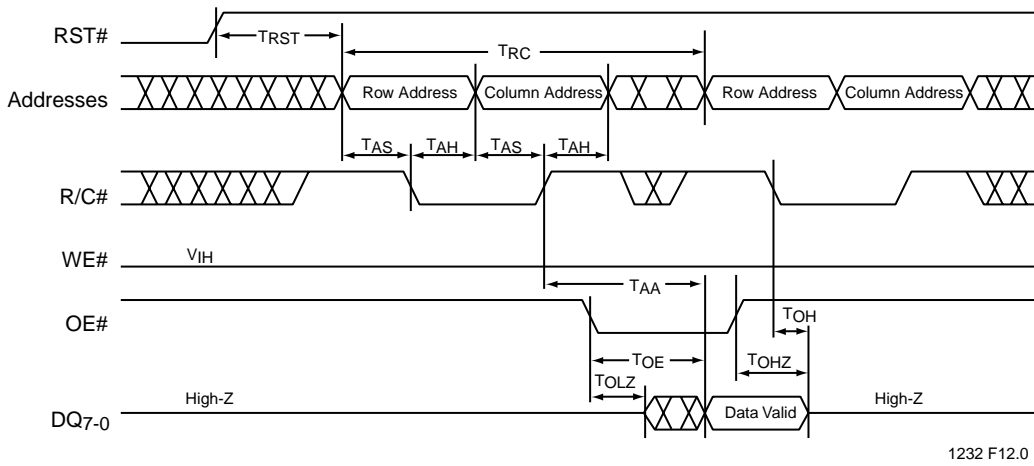 RST#
TRST
TRC
Addresses
Row Address
Column Address
Row Address
Column Address
TAS
TAH
TAS
TAH
R/C#
WE#
VIH
TAA
OE#
TOH
TOE
TOHZ
TOLZ
DQ7-0
High-Z
Data Valid
High-Z
1232 F12.0